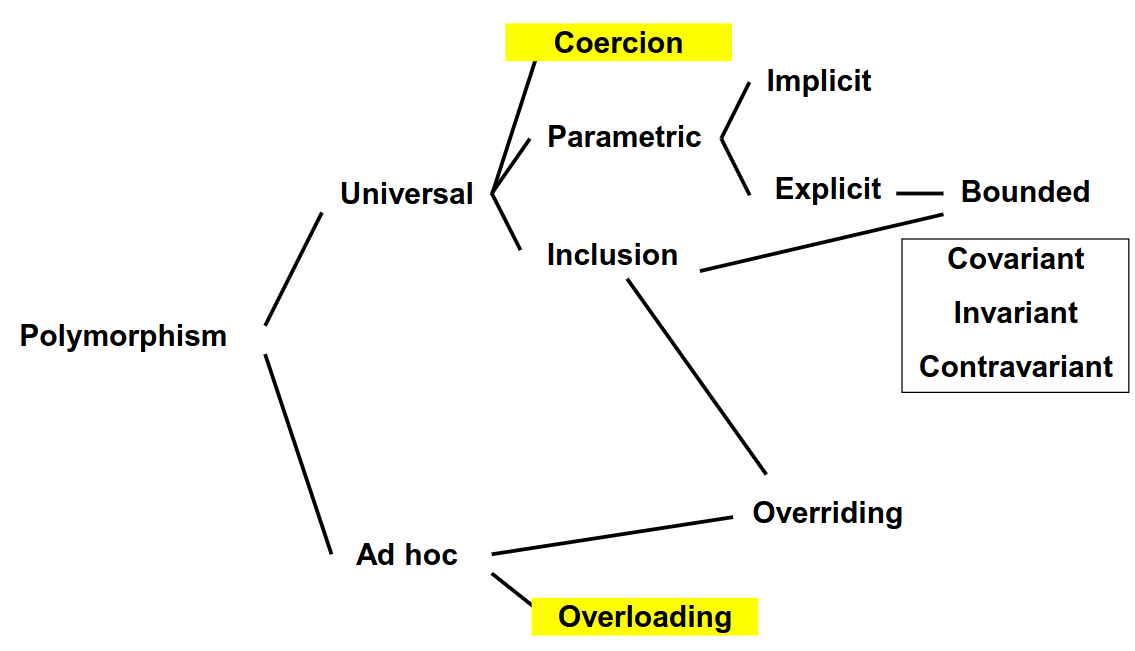 Coercion
Implicit
Parametric
Universal
Explicit
Bounded
Inclusion
Covariant
Invariant
Contravariant
Polymorphism
Overriding
Ad hoc
Overloading